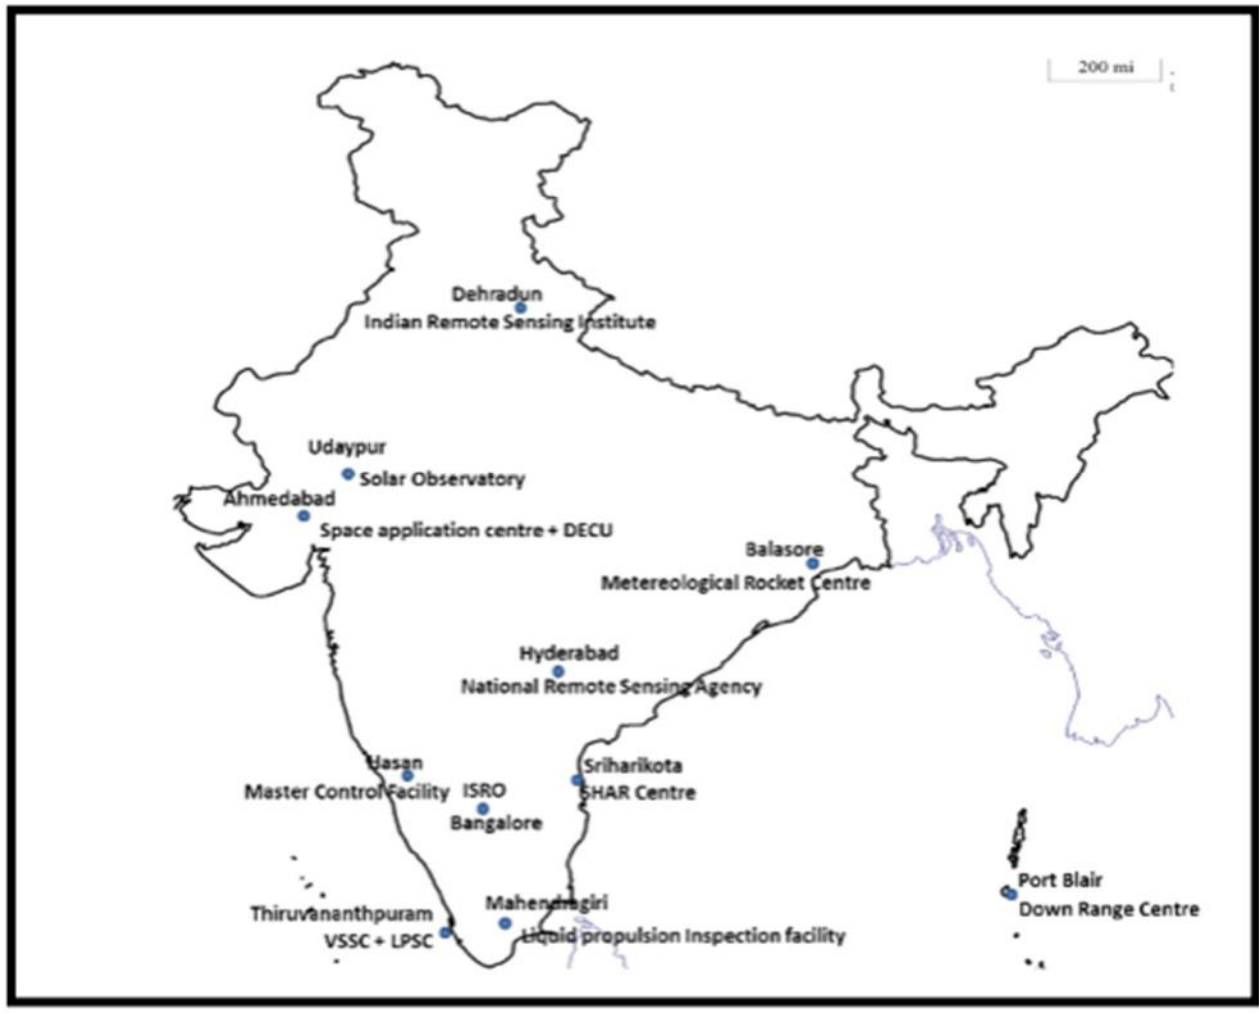 200 mi
Dehradun
Indian Remote Sensing Institute
Udaypur
Solar Observatory
Ahmedabad
Space application centre + DECU
Balasore
Metereological Rocket Centre
Hyderabad
National Remote Sensing Agency
Hasan
Master Control Facility
ISRO
Bangalore
Sriharikota
SHAR Centre
Port Blair
Down Range Centre
Mahendragiri
Liquid propulsion Inspection facility
Thiruvananthpuram
VSSC + LPSC